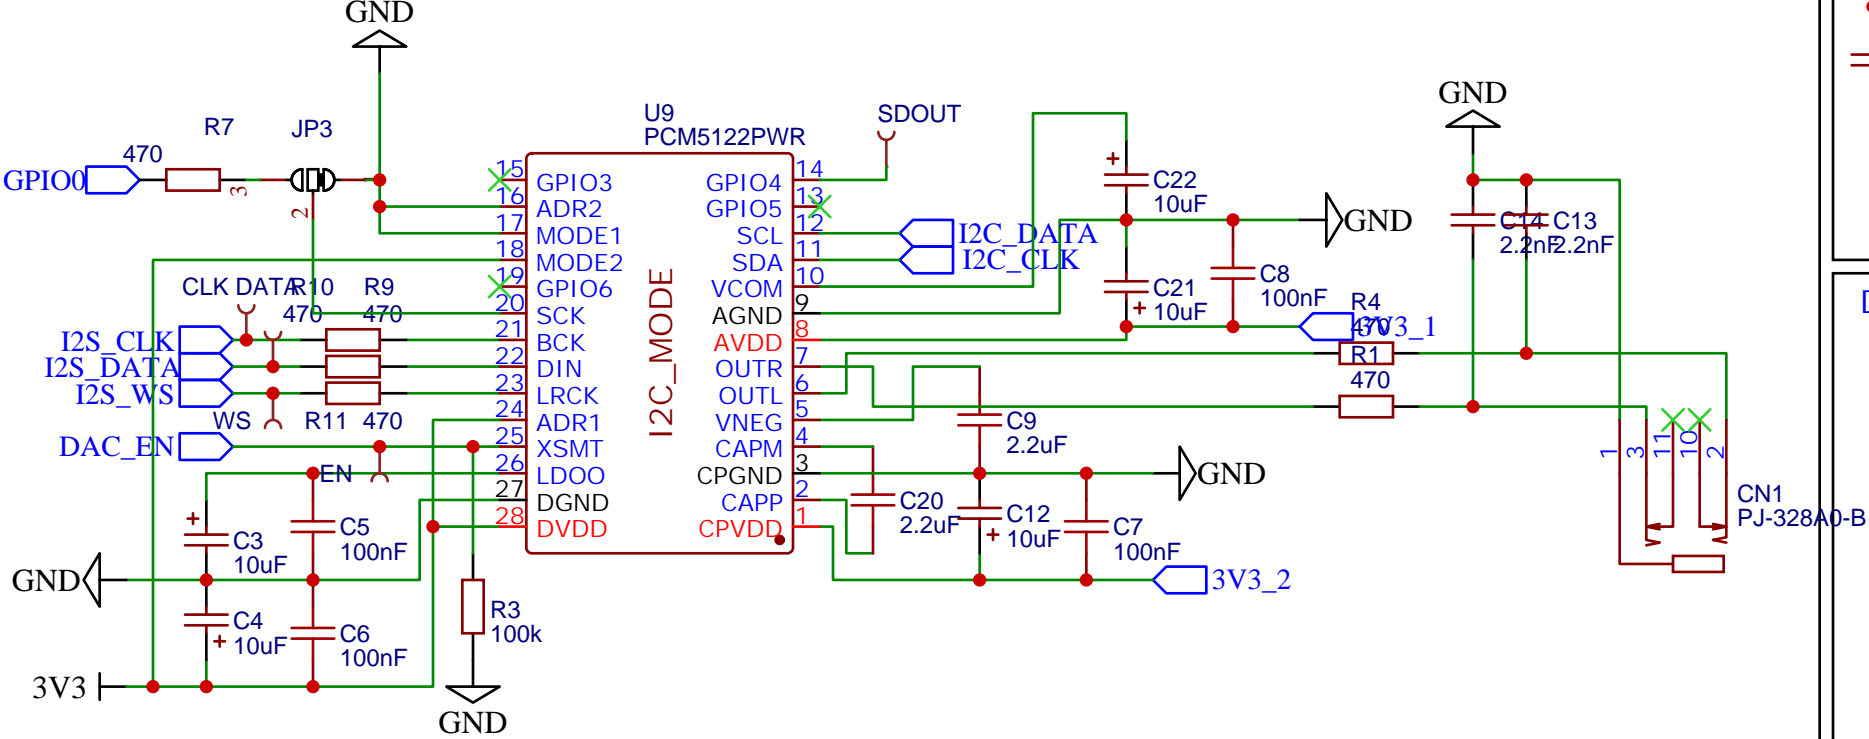 GND
R7
JP3
470
GPIO0
3
2
U9
PCM5122PWR
SDOUT
I2C_MODE
15
GPIO3
16
ADR2
17
MODE1
18
MODE2
19
GPIO6
20
SCK
21
BCK
22
DIN
23
LRCK
24
ADR1
25
XSMT
26
LDOO
27
DGND
28
DVDD
14
GPIO4
13
GPIO5
12
SCL
11
SDA
10
VCOM
9
AGND
8
AVDD
7
OUTR
6
OUTL
5
VNEG
4
CAPM
3
CPGND
2
CAPP
1
CPVDD
CLK
DATA
R10
470
R9
470
I2S_CLK
I2S_DATA
I2S_WS
WS
R11
470
DAC_EN
EN
C3
10uF
C5
100nF
GND
C4
10uF
C6
100nF
3V3
R3
100k
GND
I2C_DATA
I2C_CLK
C22
10uF
GND
C21
10uF
C8
100nF
3V3_1
R4
470
R1
470
C9
2.2uF
GND
C20
2.2uF
C12
10uF
C7
100nF
3V3_2
GND
C14
2.2nF
C13
2.2nF
1
3
11
10
2
CN1
PJ-328A0-B